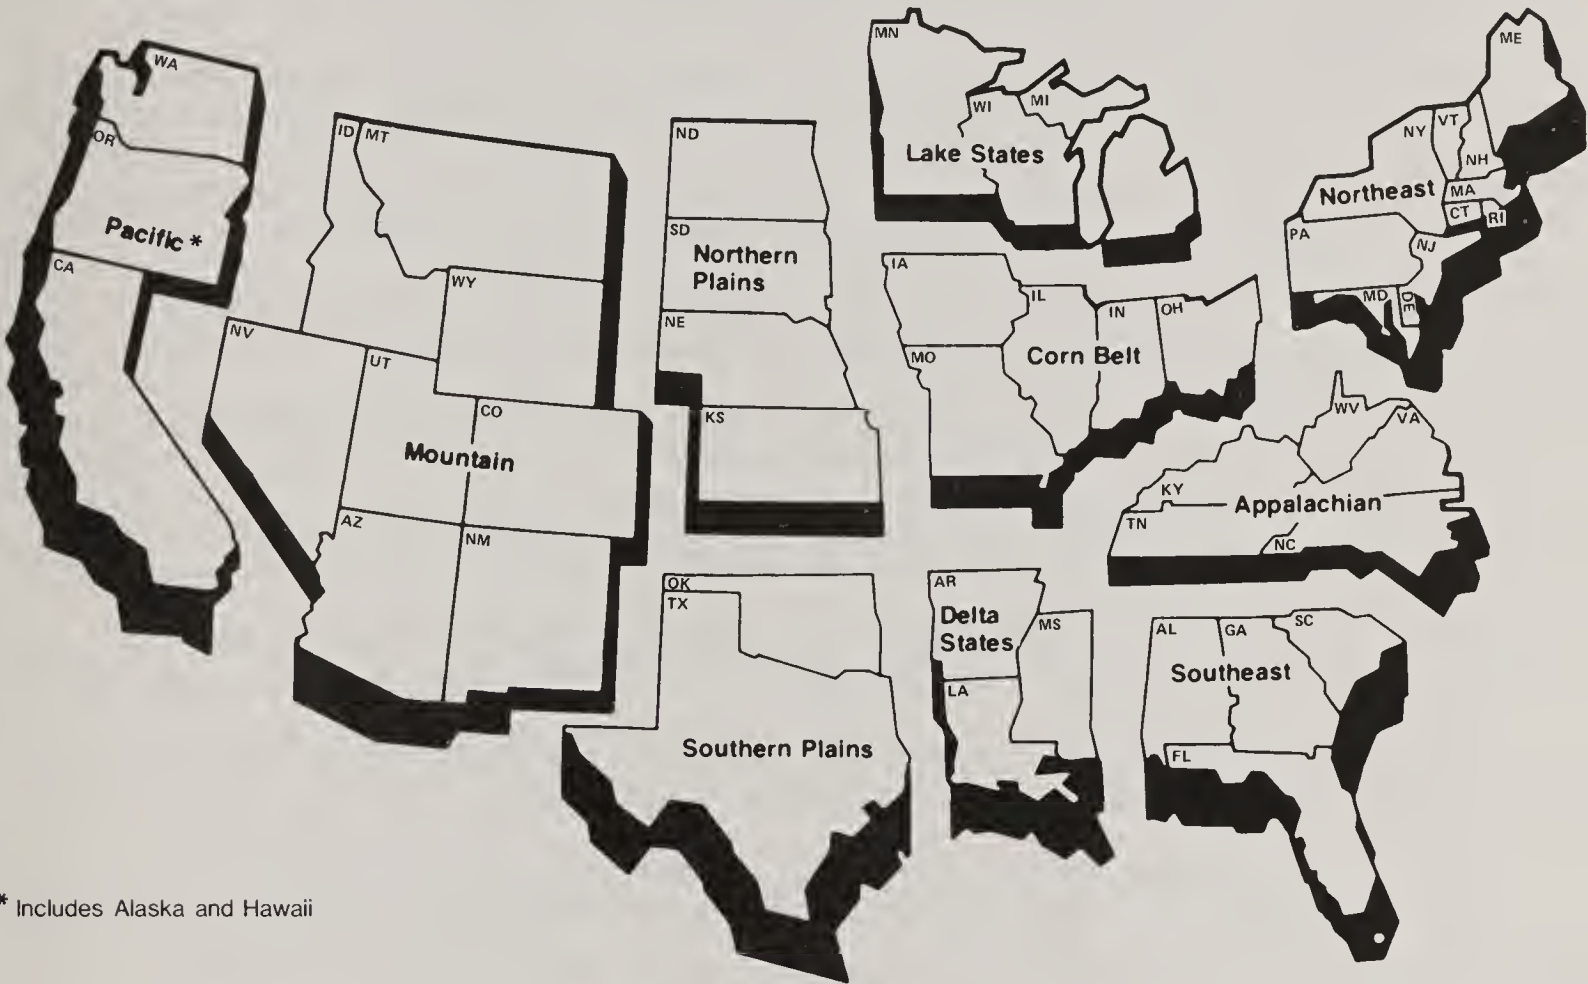 WA
OR
Pacific *
CA
ID
MT
WY
NV
UT
CO
Mountain
AZ
NM
ND
SD
Northern
Plains
NE
KS
OK
TX
Southern Plains
MN
WI
MI
Lake States
IA
IL
IN
OH
MO
Corn Belt
AR
Delta
States
MS
LA
ME
NY
VT
NH
Northeast
MA
CT
RI
PA
NJ
MD
DE
WV
VA
KY
Appalachian
TN
NC
AL
GA
SC
Southeast
FL
* Includes Alaska and Hawaii